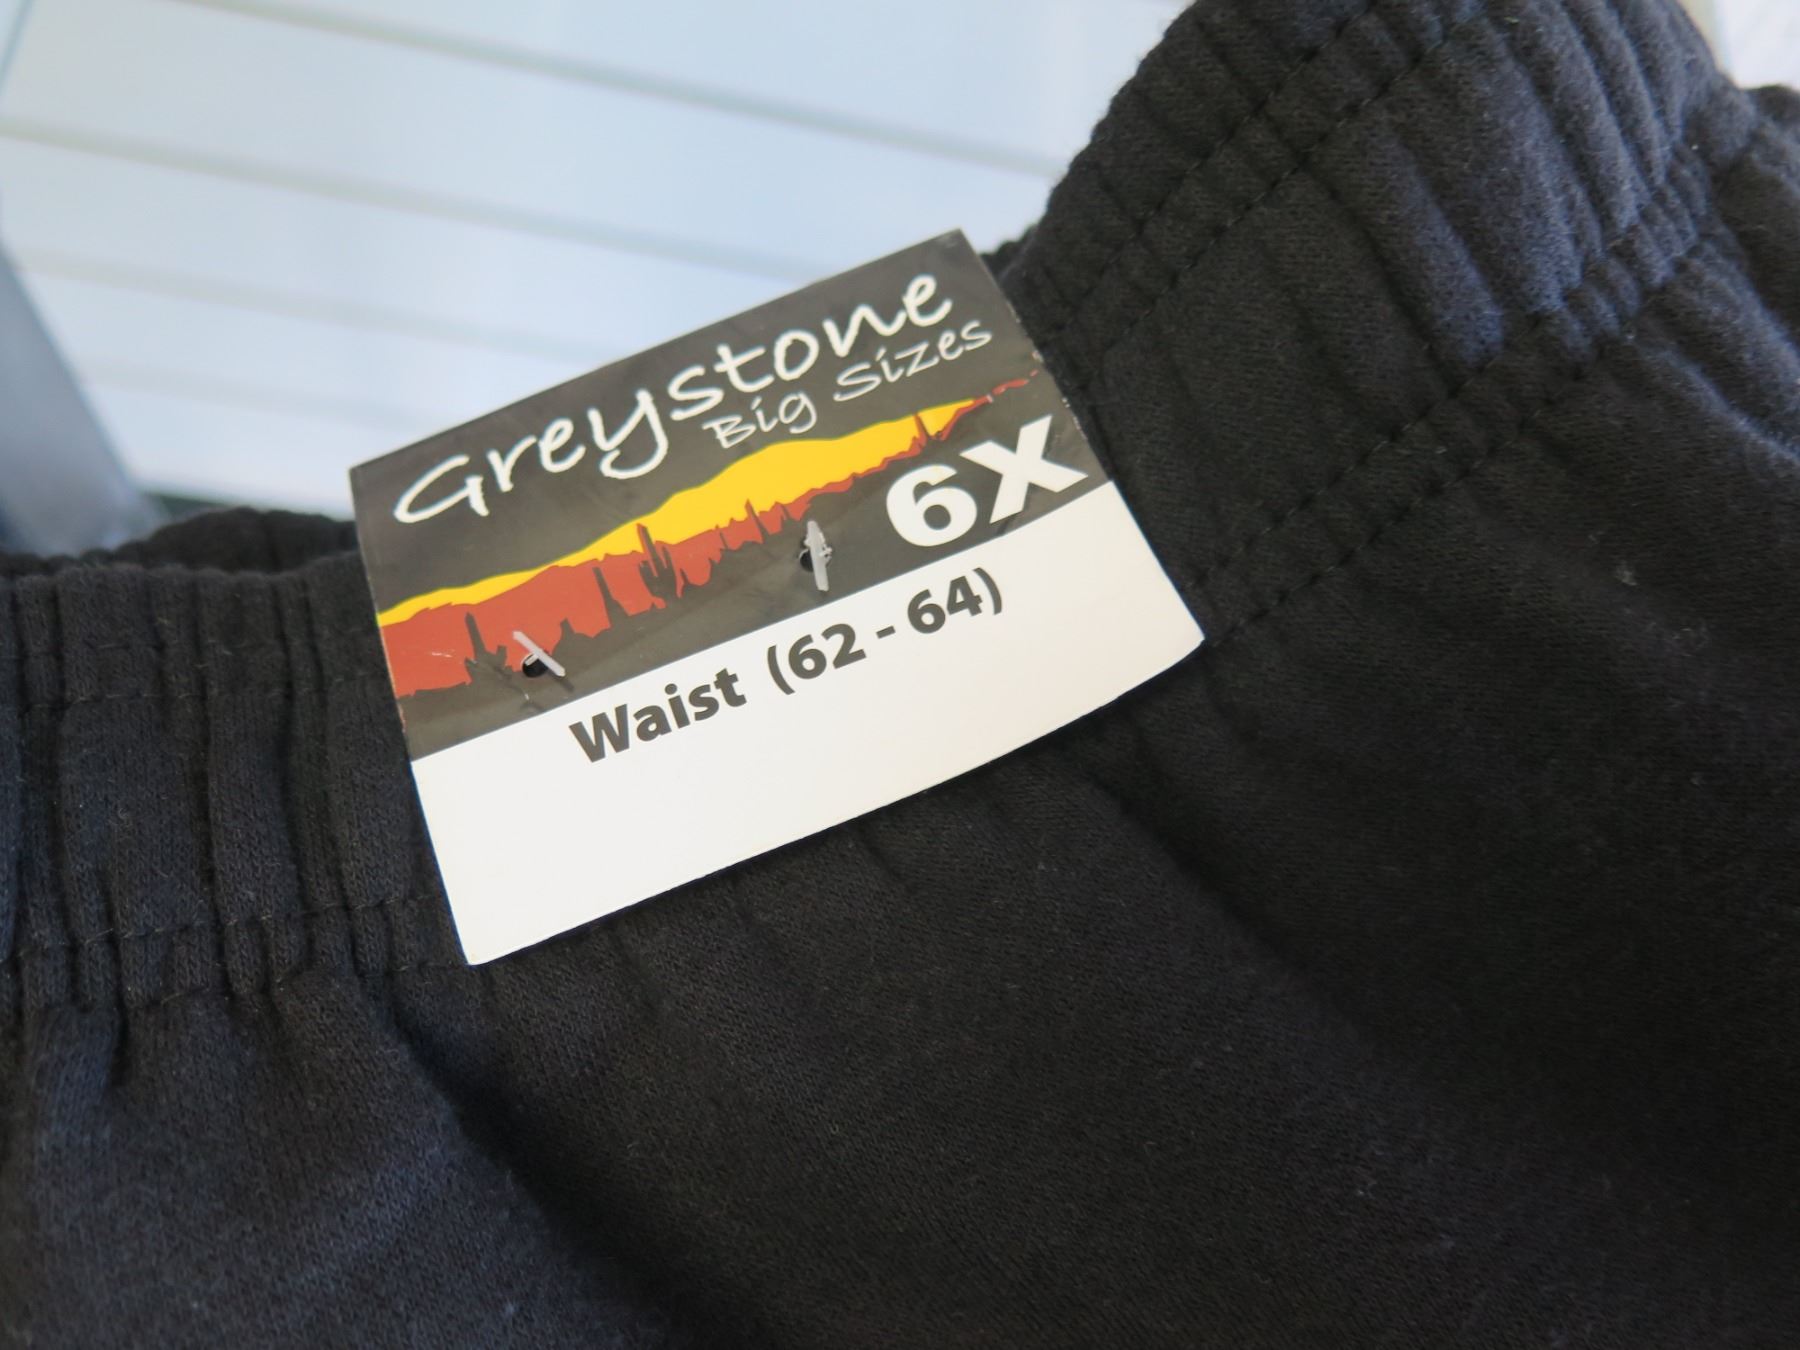 Greystone
Big Sizes
6X
Waist (62 - 64)